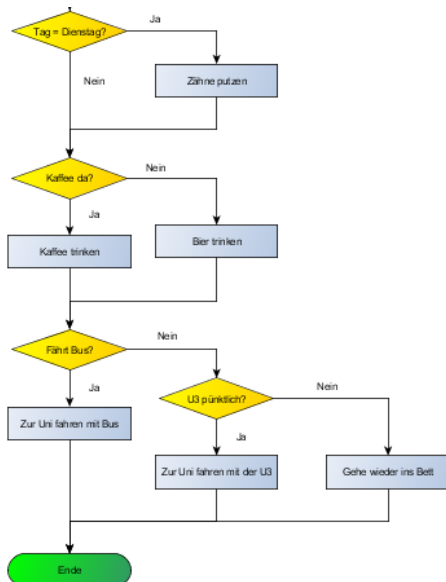 Tag = Dienstag?
Ja
Nein
Zähne putzen
Kaffee da?
Nein
Ja
Kaffee trinken
Bier trinken
Fährt Bus?
Nein
Ja
U3 pünktlich?
Nein
Zur Uni fahren mit Bus
Ja
Zur Uni fahren mit der U3
Gehe wieder ins Bett
Ende